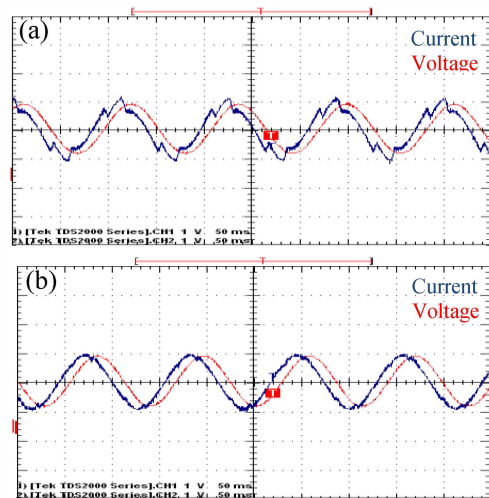 T
(a)
Current
Voltage
T
1) [Tek TDS2000 Series].CH1 1 V 50 ms
2) [Tek TDS2000 Series].CH2 1 V 50 ms
T
(b)
Current
Voltage
T
1) [Tek TDS2000 Series].CH1 1 V 50 ms
2) [Tek TDS2000 Series].CH2 1 V 50 ms